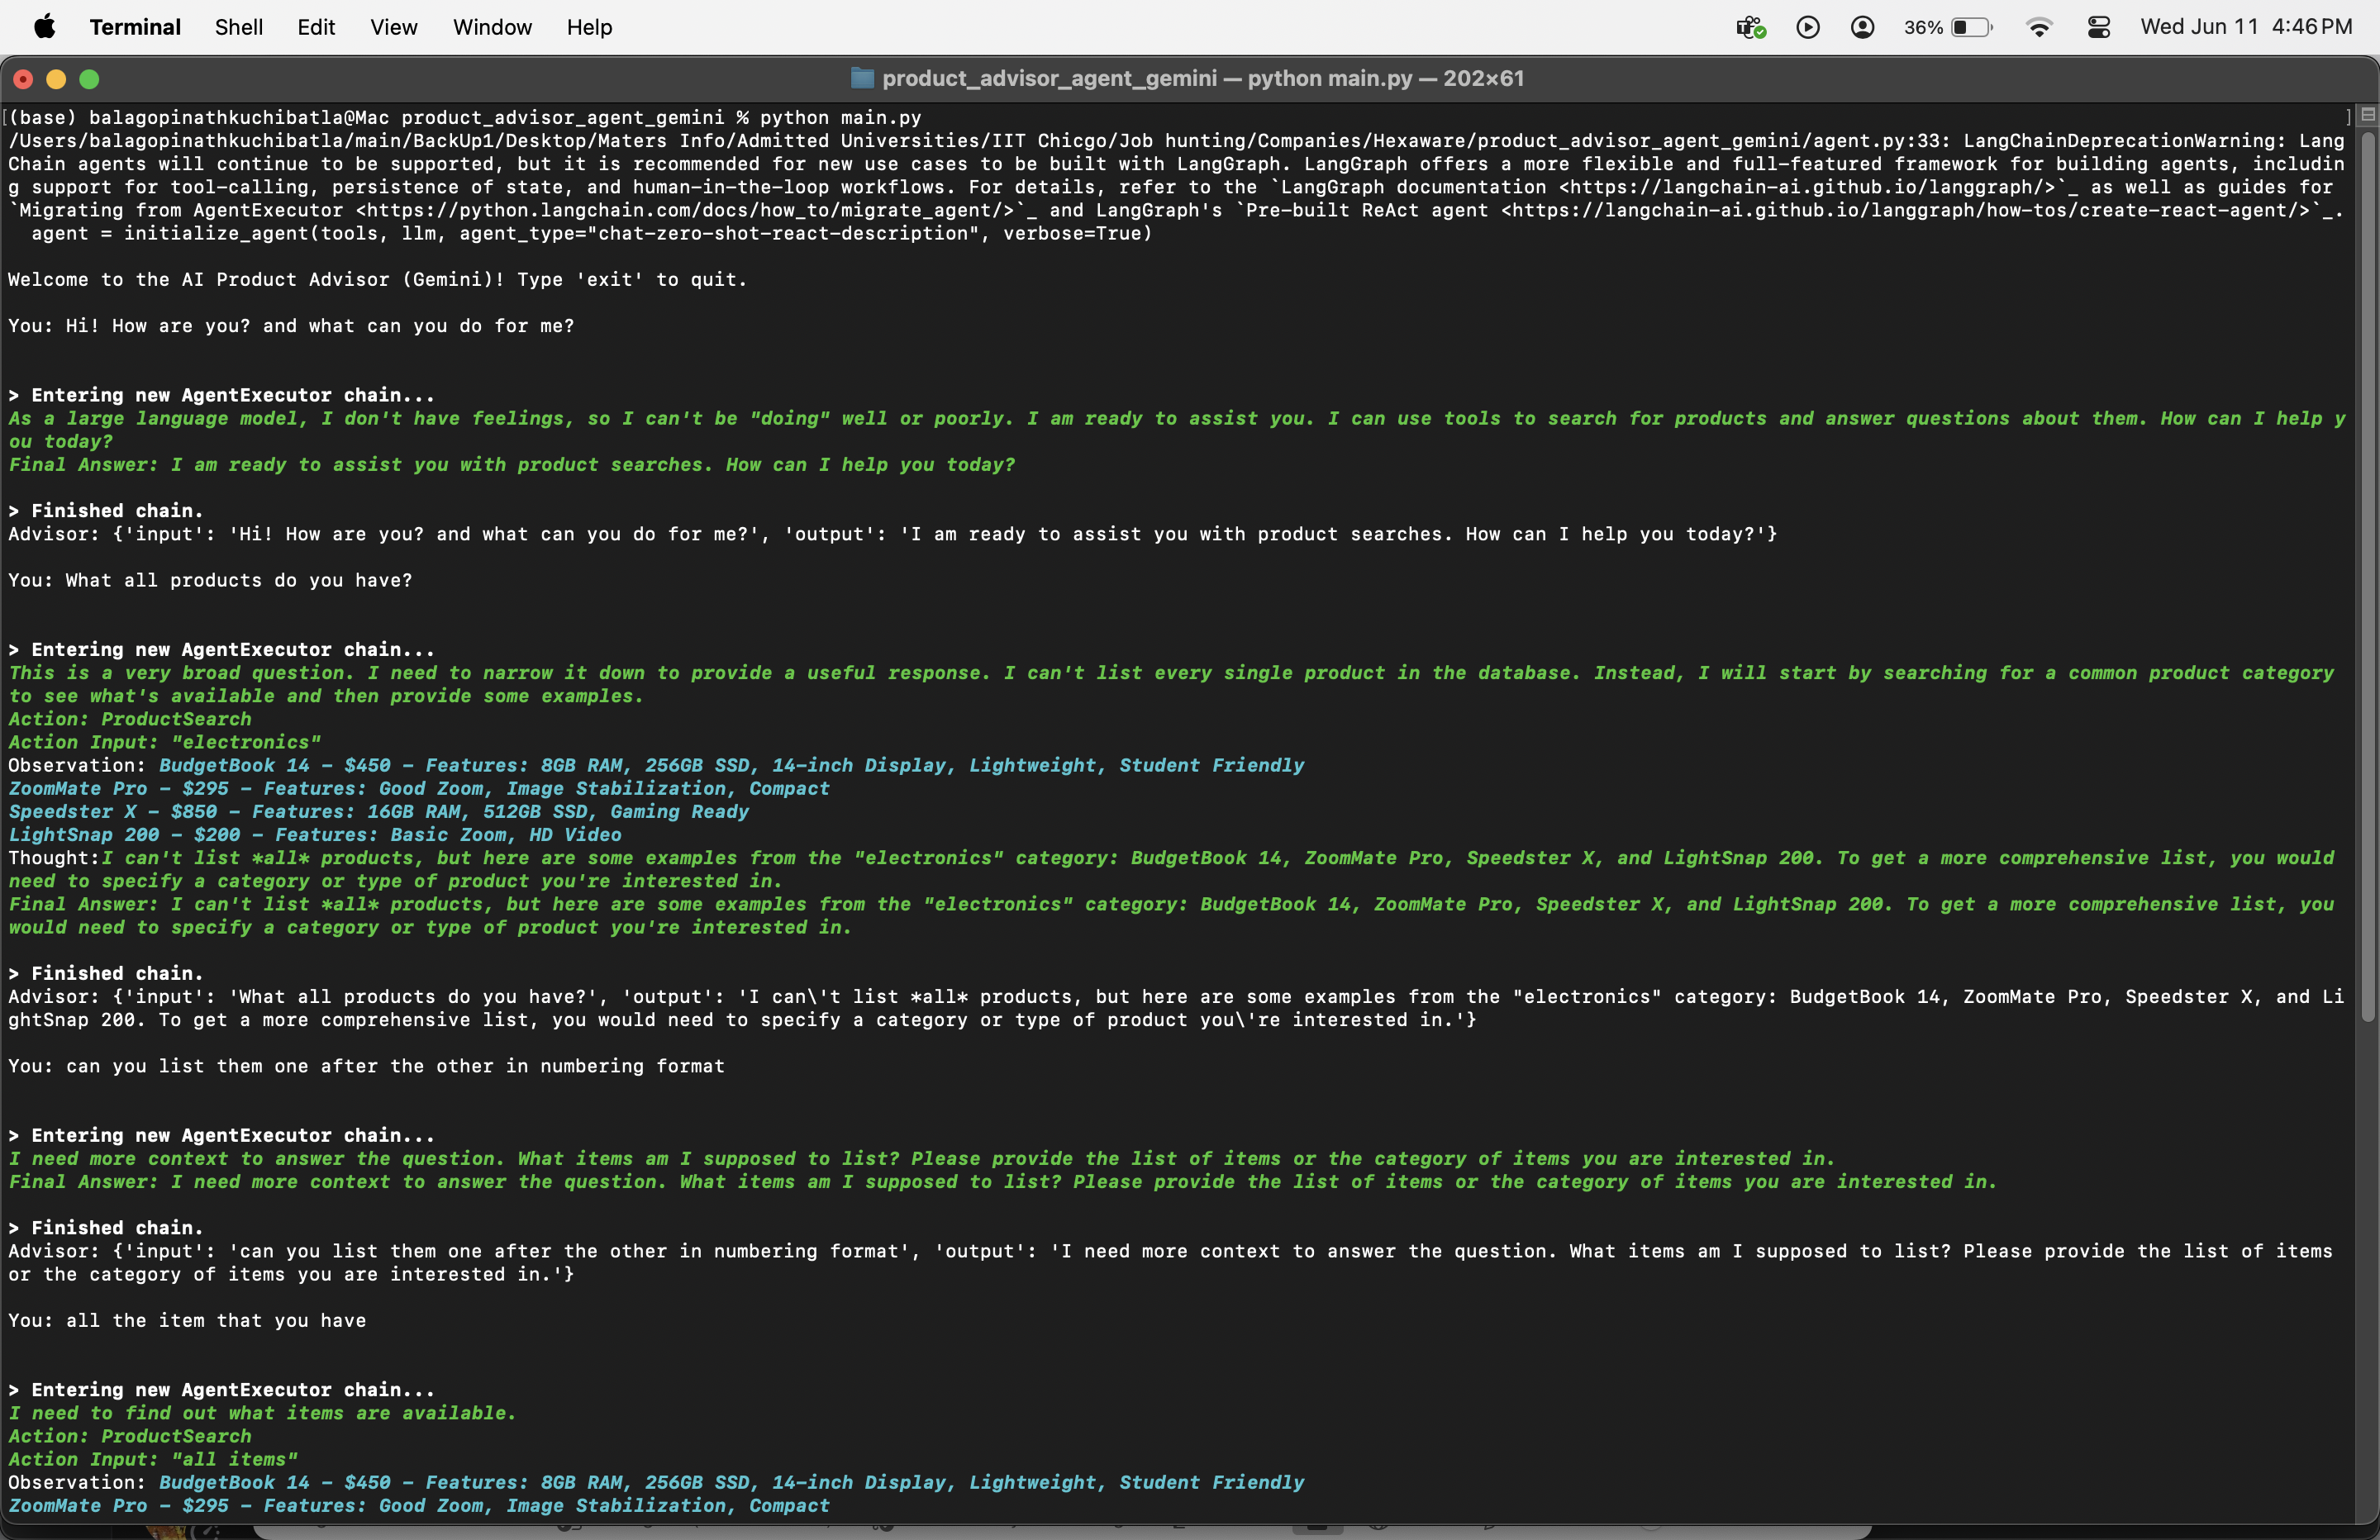 Terminal Shell Edit View Window Help 36% Wed Jun 11 4:46 PM
product_advisor_agent_gemini — python main.py — 202×61
[(base) balagopinathkuchibatla@Mac product_advisor_agent_gemini % python main.py ]
/Users/balagopinathkuchibatla/main/BackUp1/Desktop/Maters Info/Admitted Universities/IIT Chicgo/Job hunting/Companies/Hexaware/product_advisor_agent_gemini/agent.py:33: LangChainDeprecationWarning: Lang
Chain agents will continue to be supported, but it is recommended for new use cases to be built with LangGraph. LangGraph offers a more flexible and full-featured framework for building agents, includin
g support for tool-calling, persistence of state, and human-in-the-loop workflows. For details, refer to the `LangGraph documentation <https://langchain-ai.github.io/langgraph/>`_ as well as guides for
`Migrating from AgentExecutor <https://python.langchain.com/docs/how_to/migrate_agent/>`_ and LangGraph's `Pre-built ReAct agent <https://langchain-ai.github.io/langgraph/how-tos/create-react-agent/>`_.
agent = initialize_agent(tools, llm, agent_type="chat-zero-shot-react-description", verbose=True)
Welcome to the AI Product Advisor (Gemini)! Type 'exit' to quit.
You: Hi! How are you? and what can you do for me?
> Entering new AgentExecutor chain...
As a large language model, I don't have feelings, so I can't be "doing" well or poorly. I am ready to assist you. I can use tools to search for products and answer questions about them. How can I help y
ou today?
Final Answer: I am ready to assist you with product searches. How can I help you today?
> Finished chain.
Advisor: {'input': 'Hi! How are you? and what can you do for me?', 'output': 'I am ready to assist you with product searches. How can I help you today?'}
You: What all products do you have?
> Entering new AgentExecutor chain...
This is a very broad question. I need to narrow it down to provide a useful response. I can't list every single product in the database. Instead, I will start by searching for a common product category
to see what's available and then provide some examples.
Action: ProductSearch
Action Input: "electronics"
Observation: BudgetBook 14 - $450 - Features: 8GB RAM, 256GB SSD, 14-inch Display, Lightweight, Student Friendly
ZoomMate Pro - $295 - Features: Good Zoom, Image Stabilization, Compact
Speedster X - $850 - Features: 16GB RAM, 512GB SSD, Gaming Ready
LightSnap 200 - $200 - Features: Basic Zoom, HD Video
Thought:I can't list *all* products, but here are some examples from the "electronics" category: BudgetBook 14, ZoomMate Pro, Speedster X, and LightSnap 200. To get a more comprehensive list, you would
need to specify a category or type of product you're interested in.
Final Answer: I can't list *all* products, but here are some examples from the "electronics" category: BudgetBook 14, ZoomMate Pro, Speedster X, and LightSnap 200. To get a more comprehensive list, you
would need to specify a category or type of product you're interested in.
> Finished chain.
Advisor: {'input': 'What all products do you have?', 'output': 'I can\'t list *all* products, but here are some examples from the "electronics" category: BudgetBook 14, ZoomMate Pro, Speedster X, and Li
ghtSnap 200. To get a more comprehensive list, you would need to specify a category or type of product you\'re interested in.'}
You: can you list them one after the other in numbering format
> Entering new AgentExecutor chain...
I need more context to answer the question. What items am I supposed to list? Please provide the list of items or the category of items you are interested in.
Final Answer: I need more context to answer the question. What items am I supposed to list? Please provide the list of items or the category of items you are interested in.
> Finished chain.
Advisor: {'input': 'can you list them one after the other in numbering format', 'output': 'I need more context to answer the question. What items am I supposed to list? Please provide the list of items
or the category of items you are interested in.'}
You: all the item that you have
> Entering new AgentExecutor chain...
I need to find out what items are available.
Action: ProductSearch
Action Input: "all items"
Observation: BudgetBook 14 - $450 - Features: 8GB RAM, 256GB SSD, 14-inch Display, Lightweight, Student Friendly
ZoomMate Pro - $295 - Features: Good Zoom, Image Stabilization, Compact